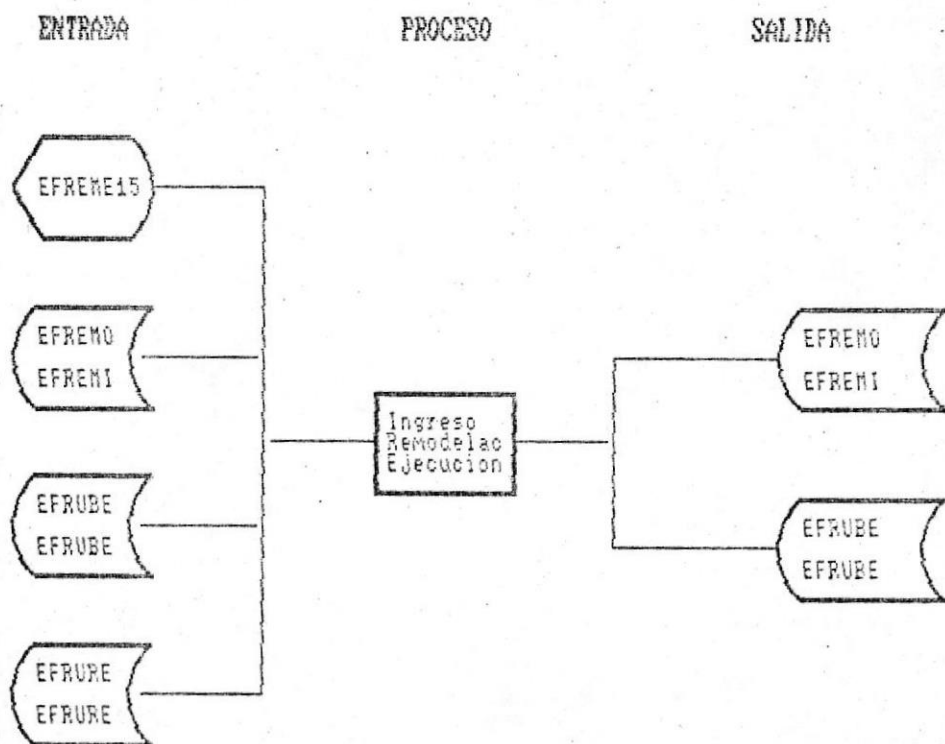 ENTRADA PROCESO SALIDA
EFREME15
EFREMO
EFREMI
EFRUBE
EFRUBE
EFRURE
EFRURE
Ingreso
Remodelac
Ejecucion
EFREMO
EFREMI
EFRUBE
EFRUBE